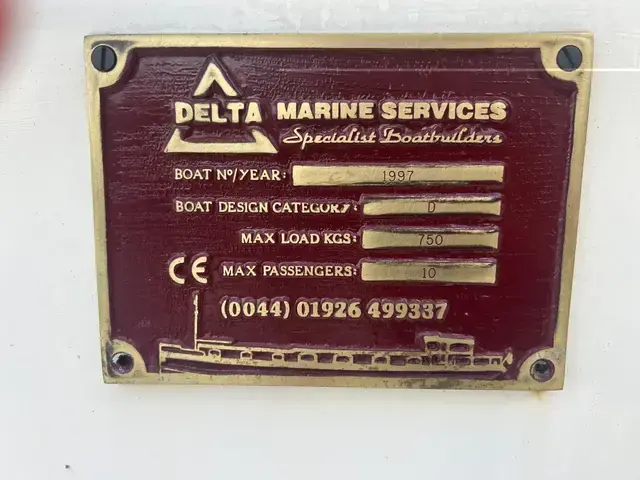 DELTA MARINE SERVICES
Specialist Boatbuilders
BOAT Nº/YEAR: 1997
BOAT DESIGN CATEGORY: D
MAX LOAD KGS: 750
CE MAX PASSENGERS: 10
(0044) 01926 499337